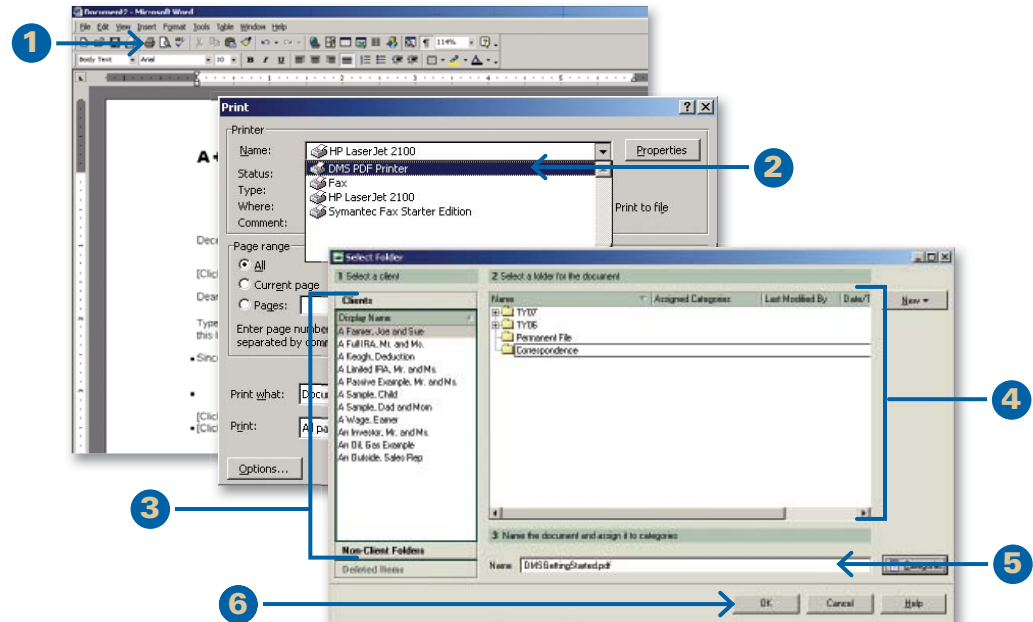 Document2 - Microsoft Word
File Edit View Insert Format Tools Table Window Help
114%
Body Text Arial 10 B I U
1
Print
Printer
Name: HP LaserJet 2100 Properties
DMS PDF Printer
Fax
HP LaserJet 2100
Symantec Fax Starter Edition
Status:
Type:
Where:
Comment:
Print to file
2
Page range
All
Current page
Pages:
Enter page number
separated by
Print what:
Print:
Options...
A
Dear
Type
this
Select Folder
1 Select a client
Clients
Display Name
A Farmer, Joe and Sue
A Full IRA, Mr. and Ms.
A Keogh, Deduction
A Limited IRA, Mr. and Ms.
A Passive Example, Mr. and Ms.
A Sample, Child
A Sample, Dad and Mom
A Wage, Earner
An Investor, Mr. and Ms.
An Oil, Gas Example
An Outside, Sales Rep
Non-Client Folders
Deleted Items
3
2 Select a folder for the document
Name Assigned Categories Last Modified By Date/T
New
TY07
TY06
Permanent File
Correspondence
4
3 Name the document and assign it to categories
Name DMSGettingStarted.pdf
5
OK Cancel Help
6